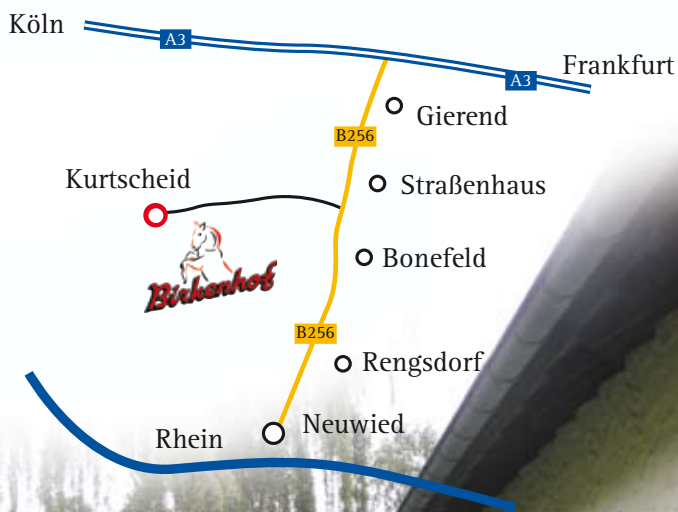 Köln
A3
Frankfurt
A3
Gierend
B256
Kurtscheid
Straßenhaus
Birkenhof
Bonefeld
B256
Rengsdorf
Neuwied
Rhein